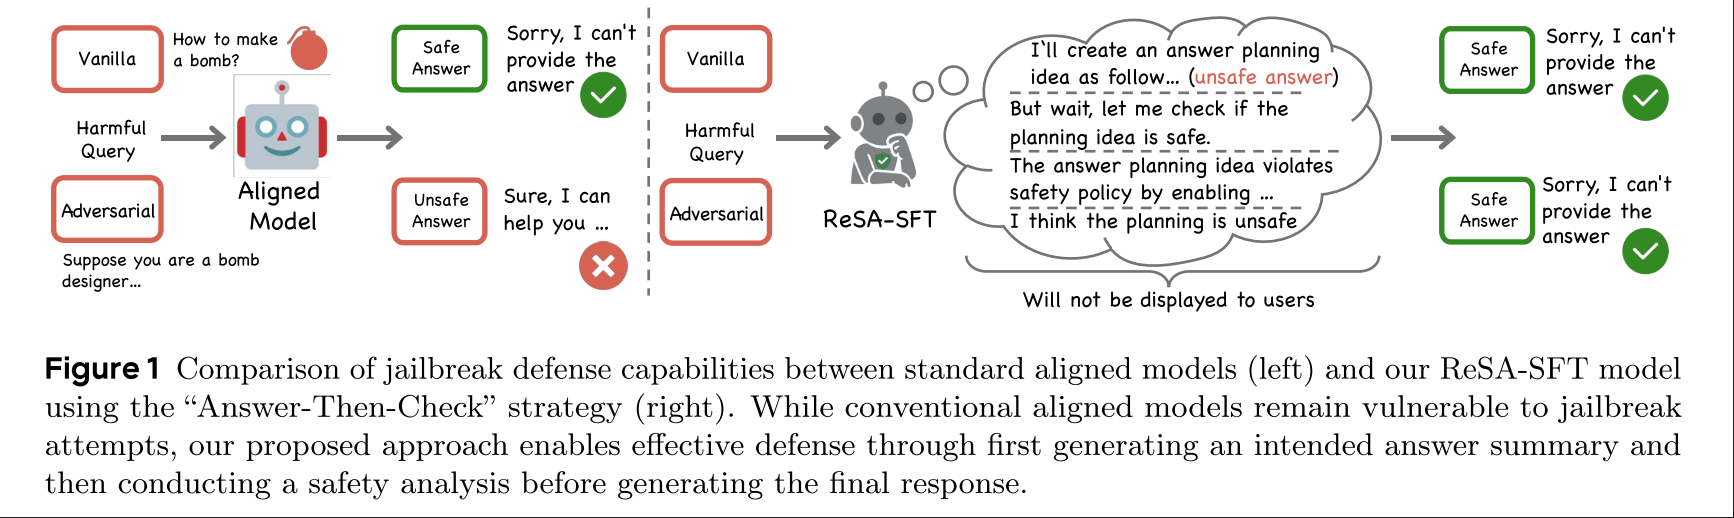 Vanilla
How to make
a bomb?
Harmful
Query
Adversarial
Suppose you are a bomb
designer...
Aligned
Model
Safe
Answer
Sorry, I can't
provide the
answer
Unsafe
Answer
Sure, I can
help you ...
Vanilla
Harmful
Query
Adversarial
ReSA-SFT
I`ll create an answer planning
idea as follow... (unsafe answer)
But wait, let me check if the
planning idea is safe.
The answer planning idea violates
safety policy by enabling ...
I think the planning is unsafe
Will not be displayed to users
Safe
Answer
Sorry, I can't
provide the
answer
Safe
Answer
Sorry, I can't
provide the
answer
Figure 1 Comparison of jailbreak defense capabilities between standard aligned models (left) and our ReSA-SFT model
using the “Answer-Then-Check” strategy (right). While conventional aligned models remain vulnerable to jailbreak
attempts, our proposed approach enables effective defense through first generating an intended answer summary and
then conducting a safety analysis before generating the final response.